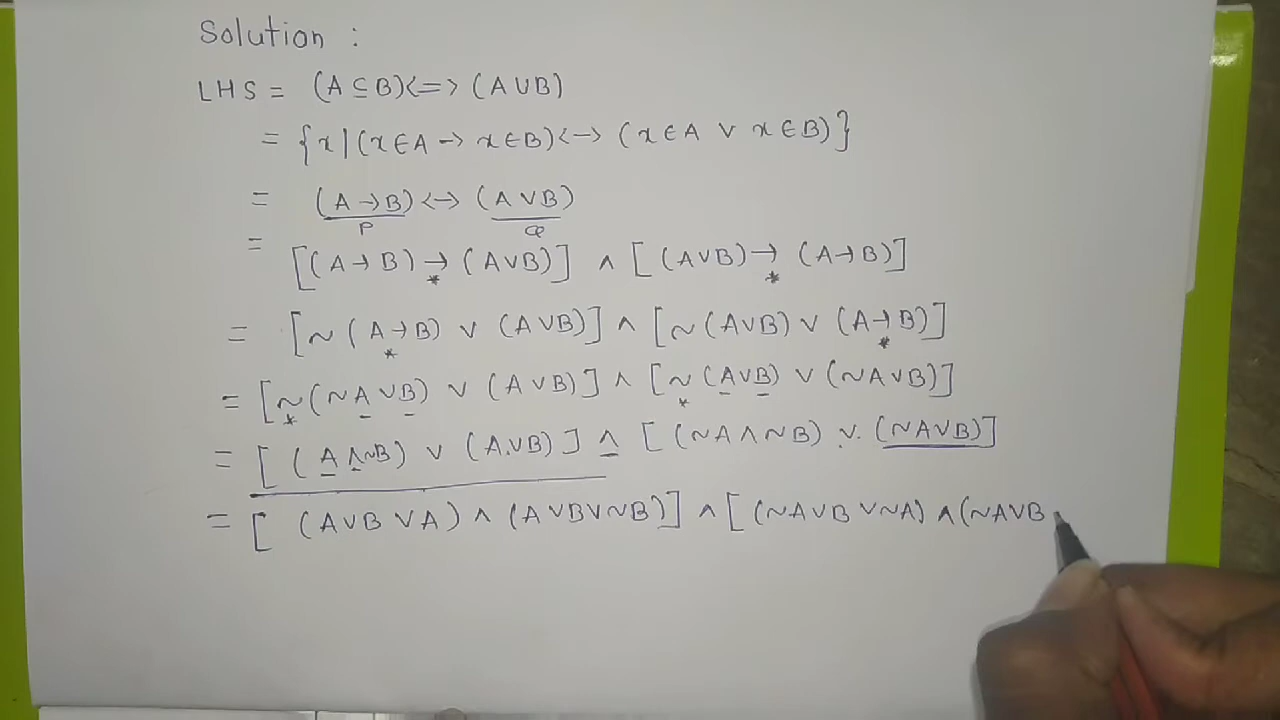 Solution :
LHS = (A ⊆ B) <=> (A ∪ B)
= {x | (x ∈ A → x ∈ B) <-> (x ∈ A ∨ x ∈ B)}
= (A → B) <-> (A ∨ B)
P Q
= [(A → B) → (A ∨ B)] ∧ [(A ∨ B) → (A → B)]
* *
= [~ (A → B) ∨ (A ∨ B)] ∧ [~ (A ∨ B) ∨ (A → B)]
* *
= [~ (~A ∨ B) ∨ (A ∨ B)] ∧ [~ (A ∨ B) ∨ (~A ∨ B)]
* *
= [(A ∧ ~B) ∨ (A ∨ B)] ∧ [(~A ∧ ~B) ∨ (~A ∨ B)]
= [(A ∨ B ∨ A) ∧ (A ∨ B ∨ ~B)] ∧ [(~A ∨ B ∨ ~A) ∧ (~A ∨ B